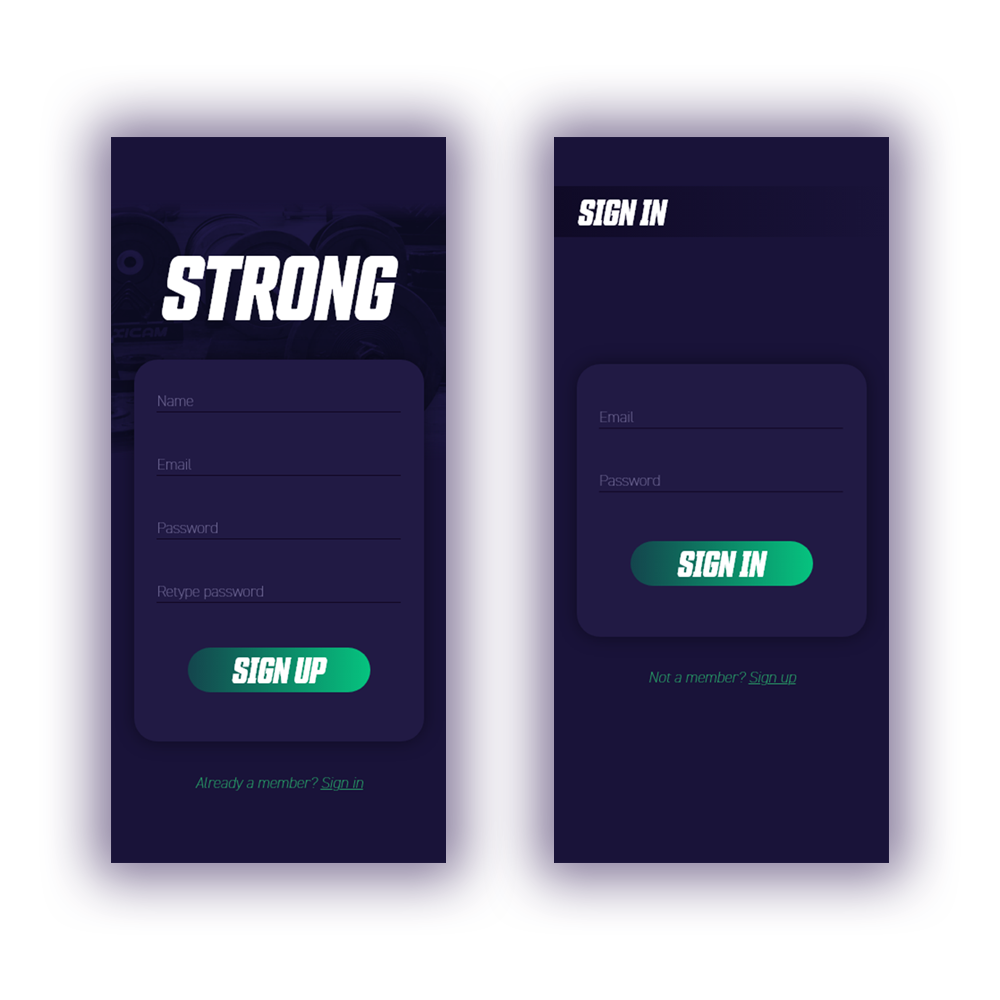 STRONG
XICAM
Name
Email
Password
Retype password
SIGN UP
Already a member? Sign in
SIGN IN
Email
Password
SIGN IN
Not a member? Sign up